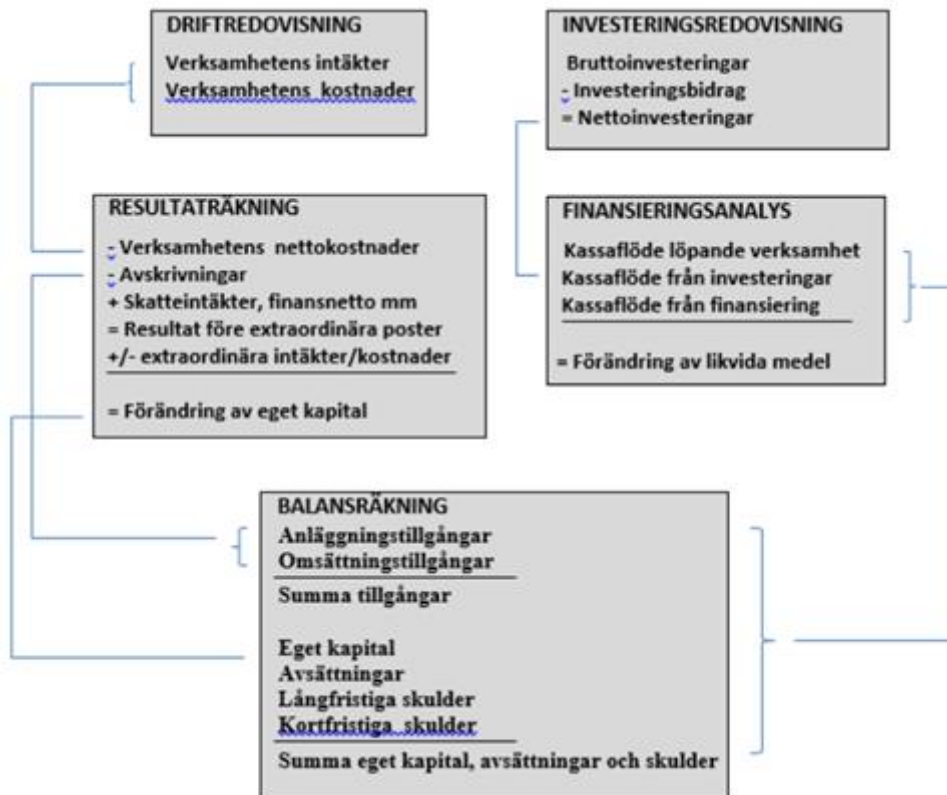 DRIFTREDOVISNING
Verksamhetens intäkter
Verksamhetens kostnader
INVESTERINGSREDOVISNING
Bruttoinvesteringar
- Investeringsbidrag
= Nettoinvesteringar
RESULTATRÄKNING
- Verksamhetens nettokostnader
- Avskrivningar
+ Skatteintäkter, finansnetto mm
= Resultat före extraordinära poster
+/- extraordinära intäkter/kostnader
= Förändring av eget kapital
FINANSIERINGSANALYS
Kassaflöde löpande verksamhet
Kassaflöde från investeringar
Kassaflöde från finansiering
= Förändring av likvida medel
BALANSRÄKNING
Anläggningstillgångar
Omsättningstillgångar
Summa tillgångar
Eget kapital
Avsättningar
Långfristiga skulder
Kortfristiga skulder
Summa eget kapital, avsättningar och skulder